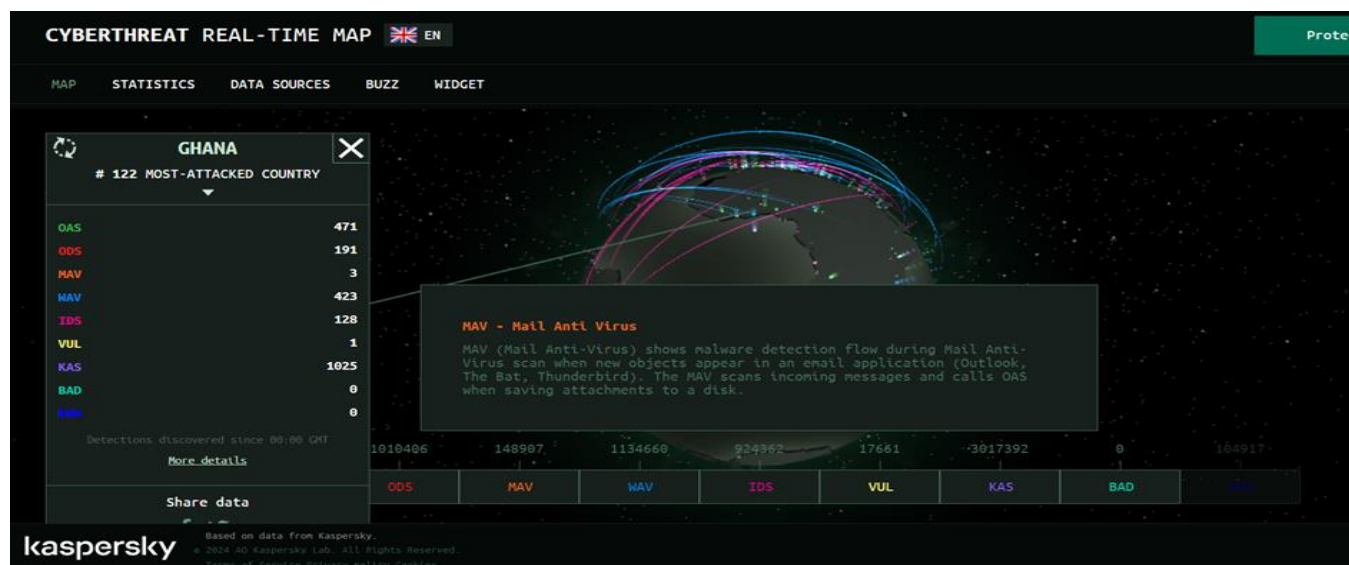 CYBERTHREAT REAL-TIME MAP EN
Prote
MAP STATISTICS DATA SOURCES BUZZ WIDGET
GHANA
# 122 MOST-ATTACKED COUNTRY
OAS 471
ODS 191
MAV 3
WAV 423
IDS 128
VUL 1
KAS 1025
BAD 0
0
Detections discovered since 00:00 GMT
More details
Share data
MAV - Mail Anti Virus
MAV (Mail Anti-Virus) shows malware detection flow during Mail Anti-
Virus scan when new objects appear in an email application (Outlook,
The Bat, Thunderbird). The MAV scans incoming messages and calls OAS
when saving attachments to a disk.
1010406 148907 1134660 924362 17661 3017392 0 104917
ODS MAV WAV IDS VUL KAS BAD
kaspersky
Based on data from Kaspersky.
© 2024 AO Kaspersky Lab. All Rights Reserved.